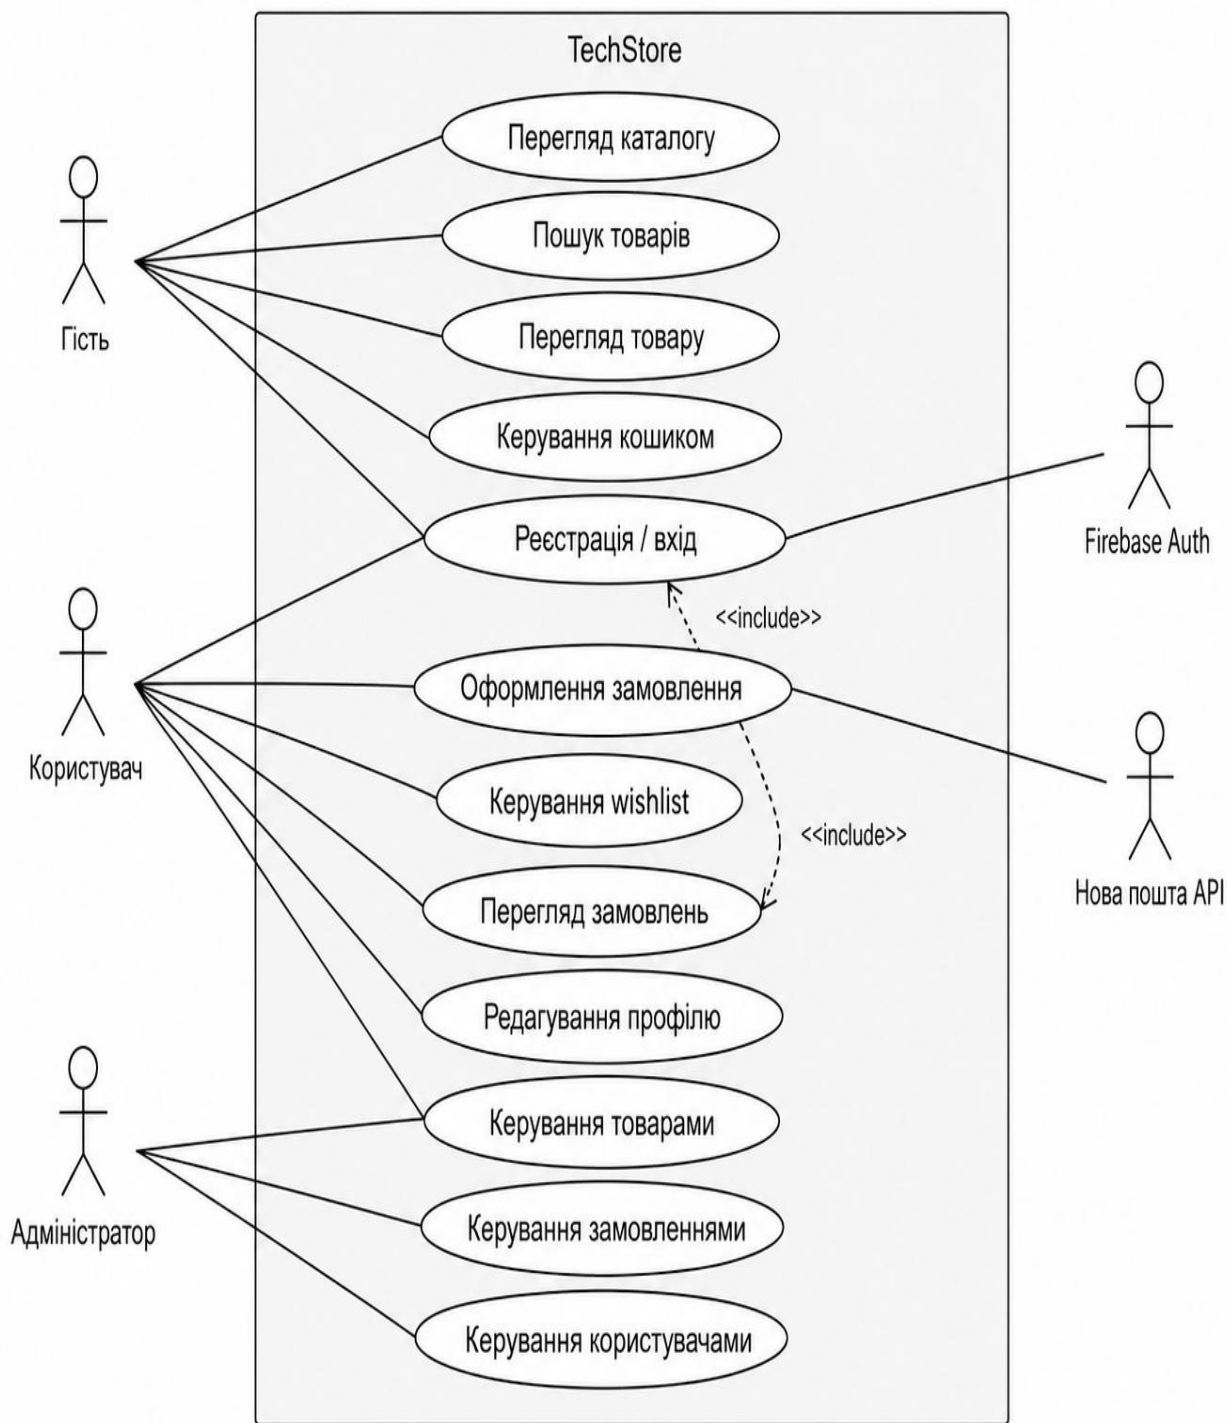 TechStore
Перегляд каталогу
Пошук товарів
Гість
Перегляд товару
Керування кошиком
Реєстрація / вхід
Firebase Auth
<<include>>
Оформлення замовлення
Користувач
Керування wishlist
<<include>>
Нова пошта API
Перегляд замовлень
Редагування профілю
Керування товарами
Адміністратор
Керування замовленнями
Керування користувачами